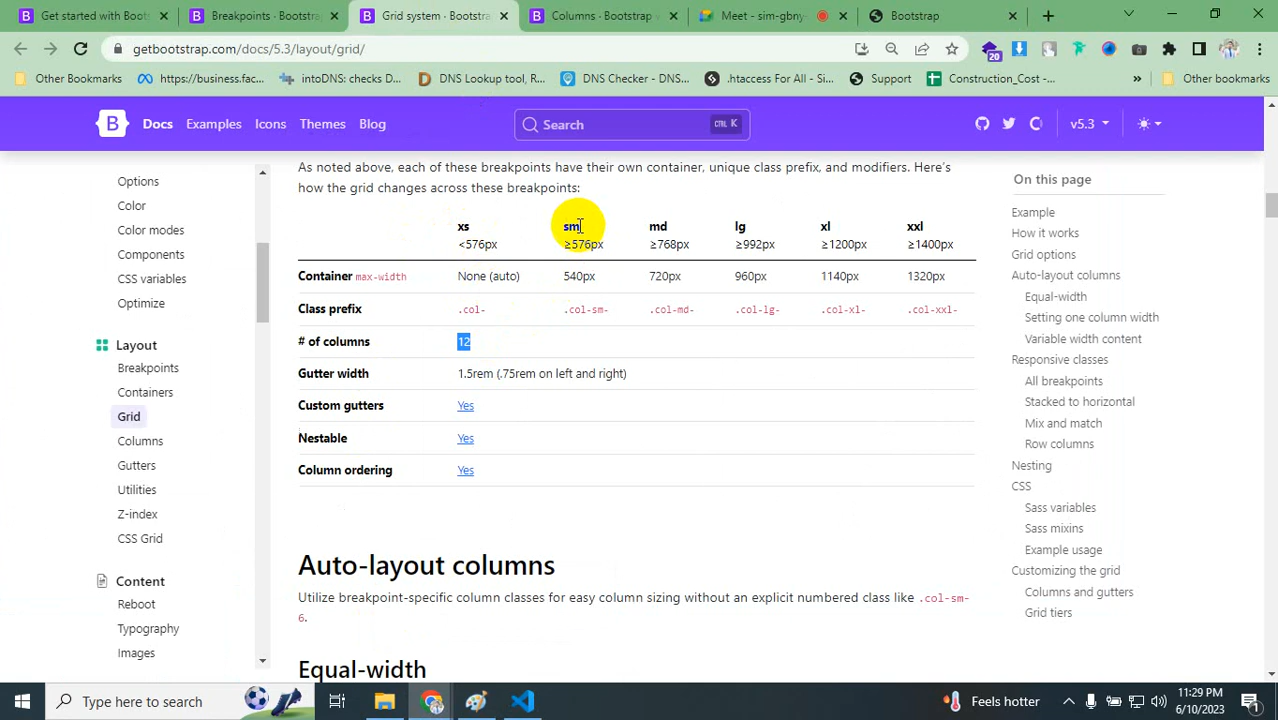 Get started with Boots
Breakpoints · Bootstrap
Grid system · Bootstrap
Columns · Bootstrap
Meet - sim-gbny-
Bootstrap
getbootstrap.com/docs/5.3/layout/grid/
20
Other Bookmarks
https://business.fac...
intoDNS: checks D...
DNS Lookup tool, R...
DNS Checker - DNS...
.htaccess For All - Si...
Support
Construction_Cost -...
»
Other bookmarks
B
Docs
Examples
Icons
Themes
Blog
Search
CTRL K
v5.3
As noted above, each of these breakpoints have their own container, unique class prefix, and modifiers. Here's
how the grid changes across these breakpoints:
xs sm md lg xl xxl
<576px ≥576px ≥768px ≥992px ≥1200px ≥1400px
Container max-width None (auto) 540px 720px 960px 1140px 1320px
Class prefix .col- .col-sm- .col-md- .col-lg- .col-xl- .col-xxl-
# of columns 12
Gutter width 1.5rem (.75rem on left and right)
Custom gutters Yes
Nestable Yes
Column ordering Yes
Auto-layout columns
Utilize breakpoint-specific column classes for easy column sizing without an explicit numbered class like .col-sm-
6.
Equal-width
Options
Color
Color modes
Components
CSS variables
Optimize
Layout
Breakpoints
Containers
Grid
Columns
Gutters
Utilities
Z-index
CSS Grid
Content
Reboot
Typography
Images
On this page
Example
How it works
Grid options
Auto-layout columns
Equal-width
Setting one column width
Variable width content
Responsive classes
All breakpoints
Stacked to horizontal
Mix and match
Row columns
Nesting
CSS
Sass variables
Sass mixins
Example usage
Customizing the grid
Columns and gutters
Grid tiers
Type here to search
Feels hotter
11:29 PM
6/10/2023
1